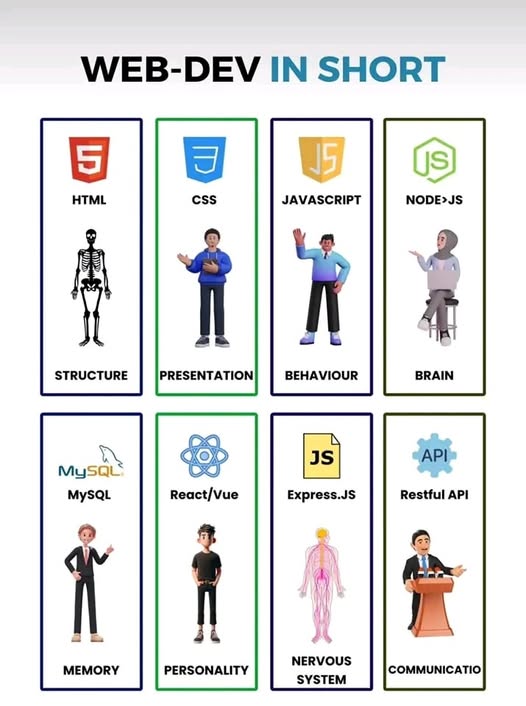 WEB-DEV IN SHORT
5
HTML
STRUCTURE
3
CSS
PRESENTATION
JS
JAVASCRIPT
BEHAVIOUR
JS
NODE>JS
BRAIN
MySQL
MySQL
MEMORY
React/Vue
PERSONALITY
JS
Express.JS
NERVOUS
SYSTEM
API
Restful API
COMMUNICATIO